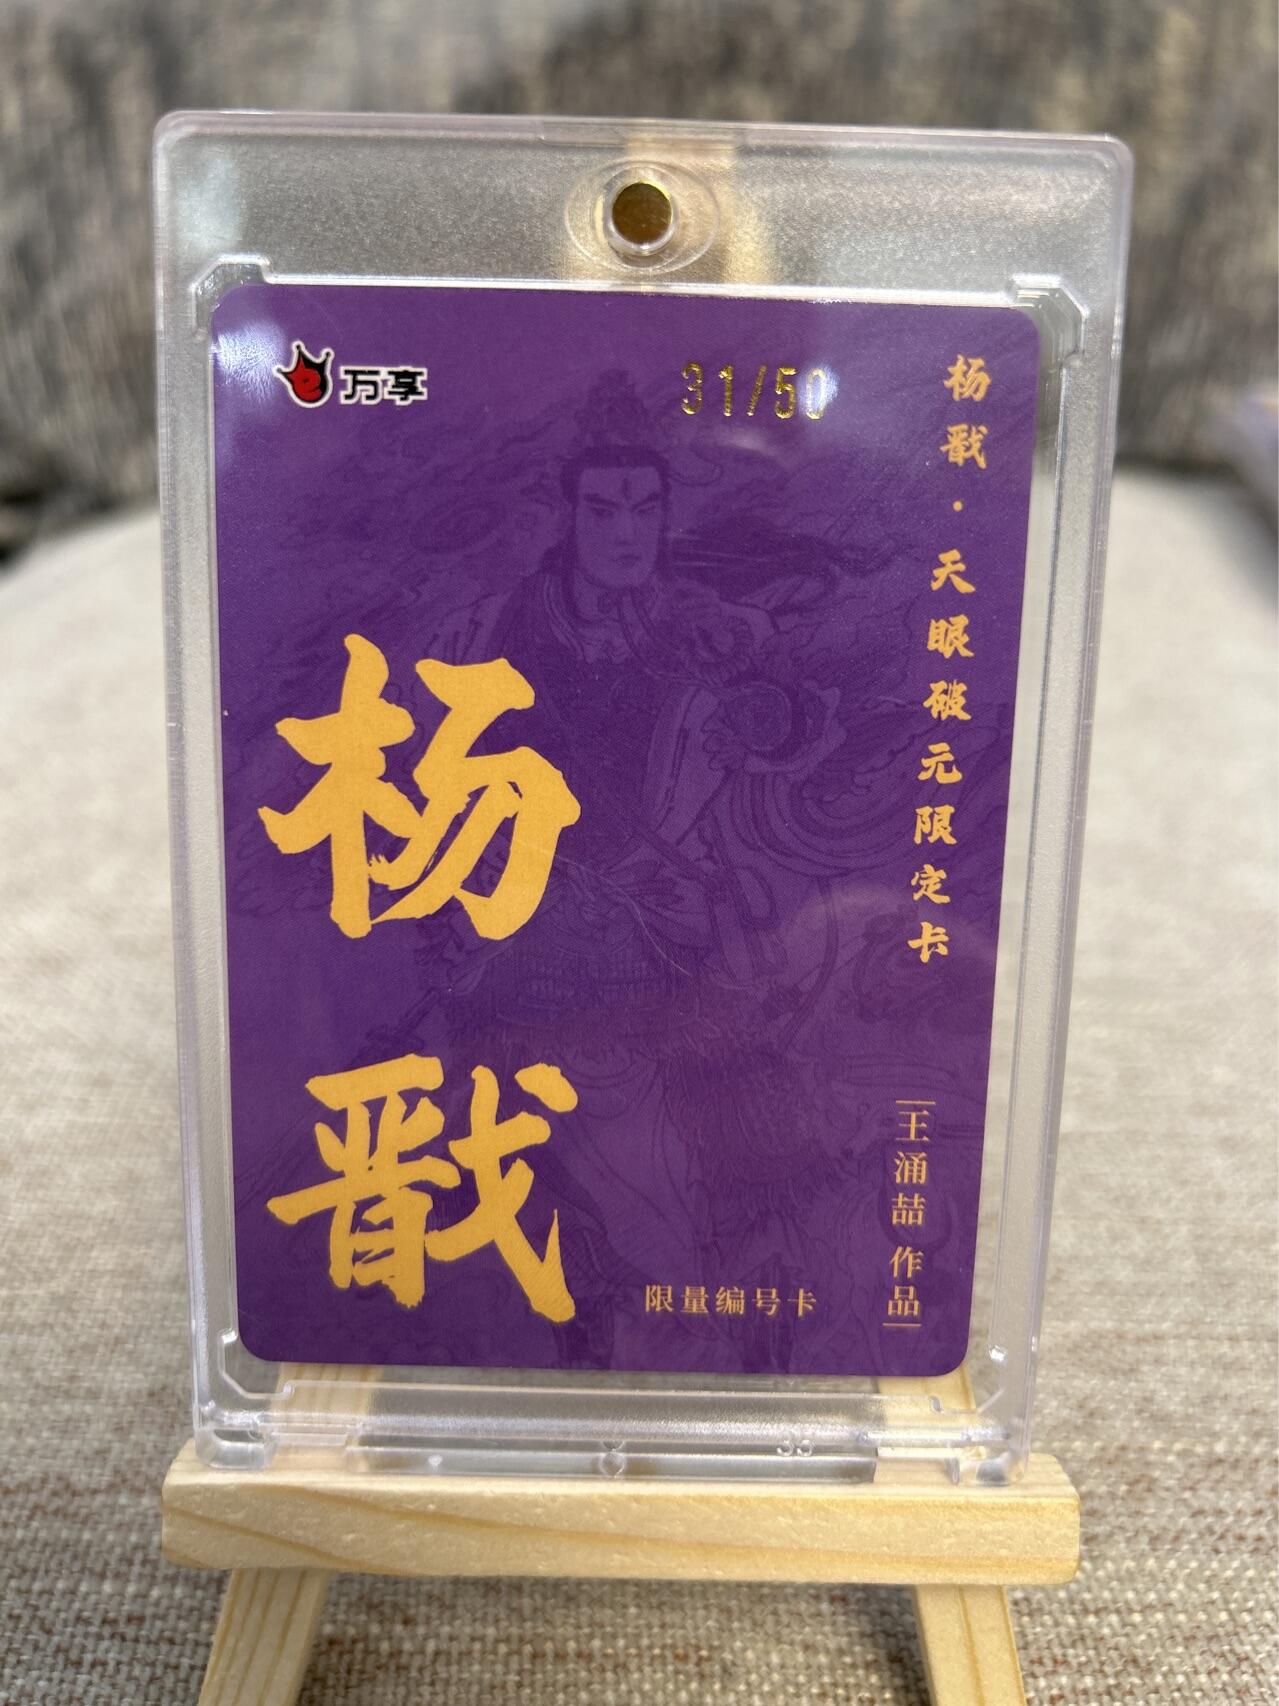 万享
31/50
杨戬·天眼破元限定卡
杨戬
王涌喆 作品
限量编号卡
33